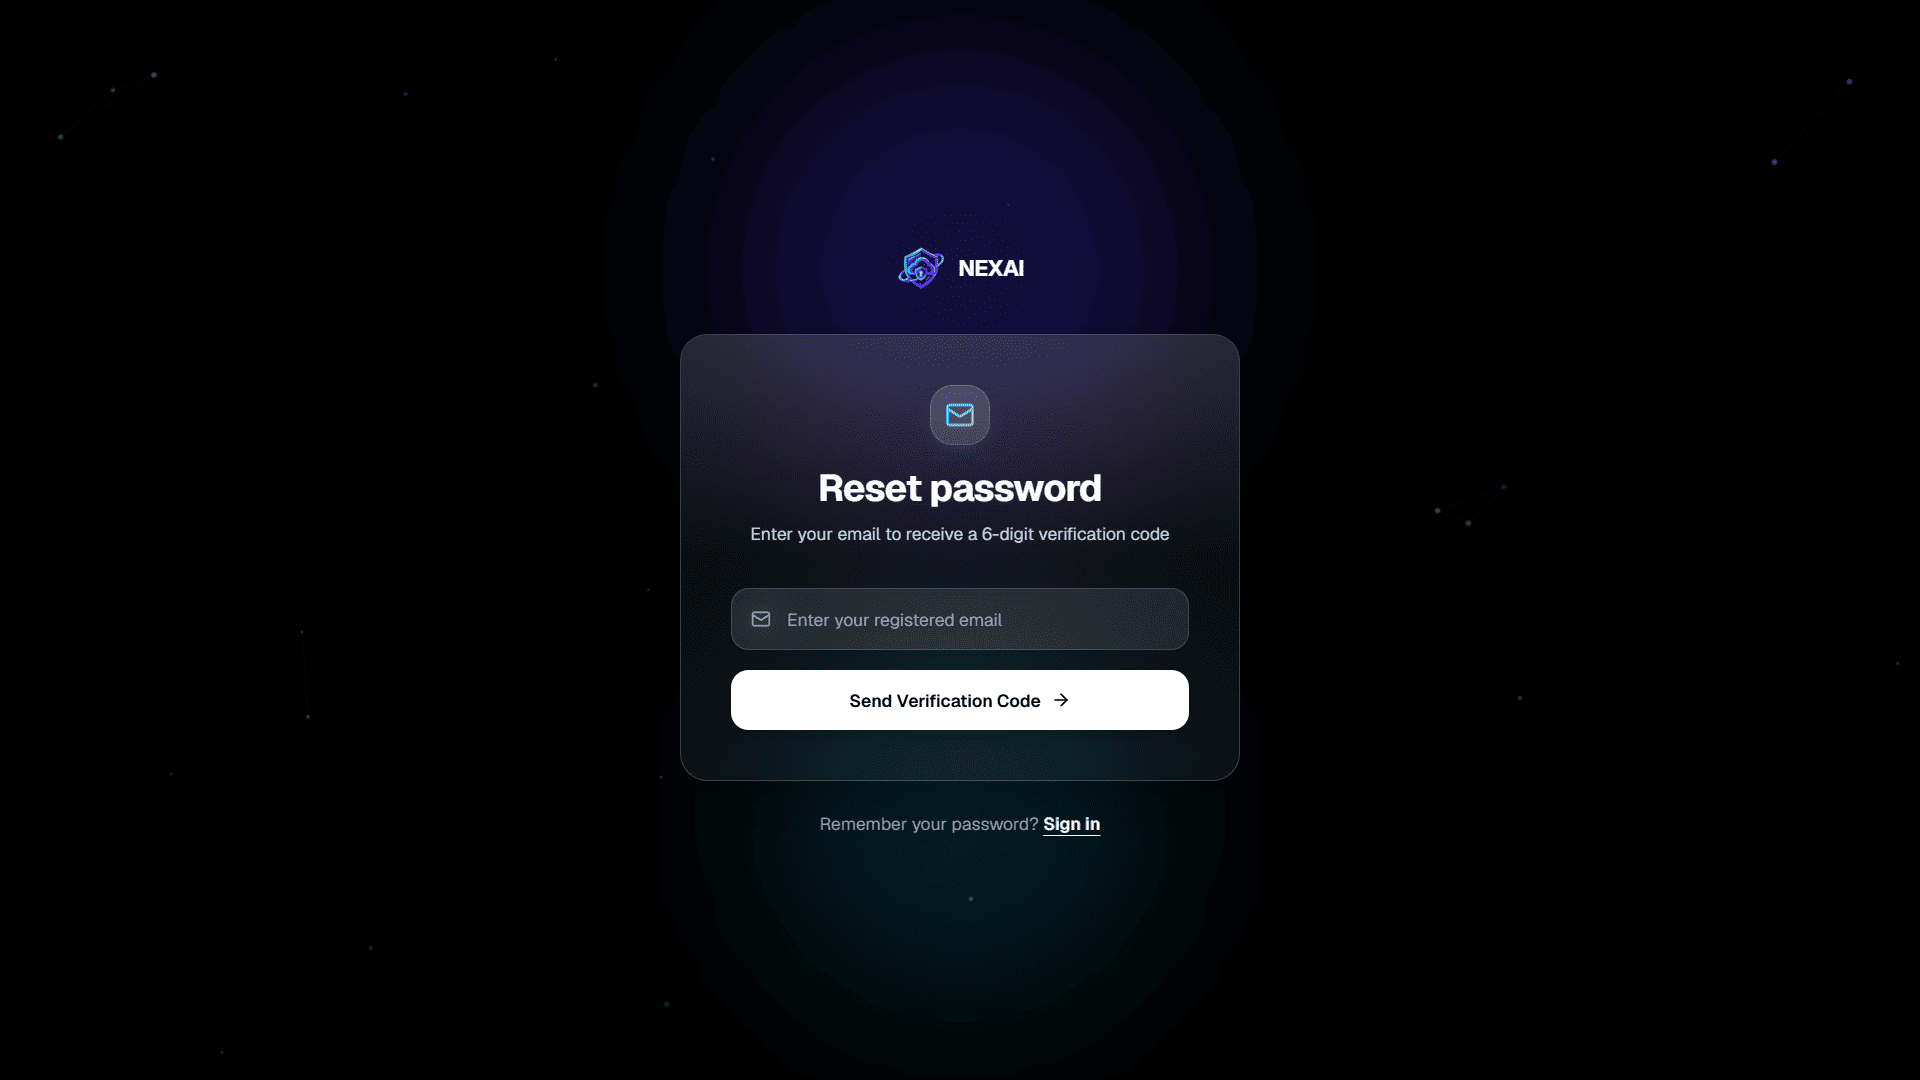 NEXAI
Reset password
Enter your email to receive a 6-digit verification code
Enter your registered email
Send Verification Code
Remember your password? Sign in